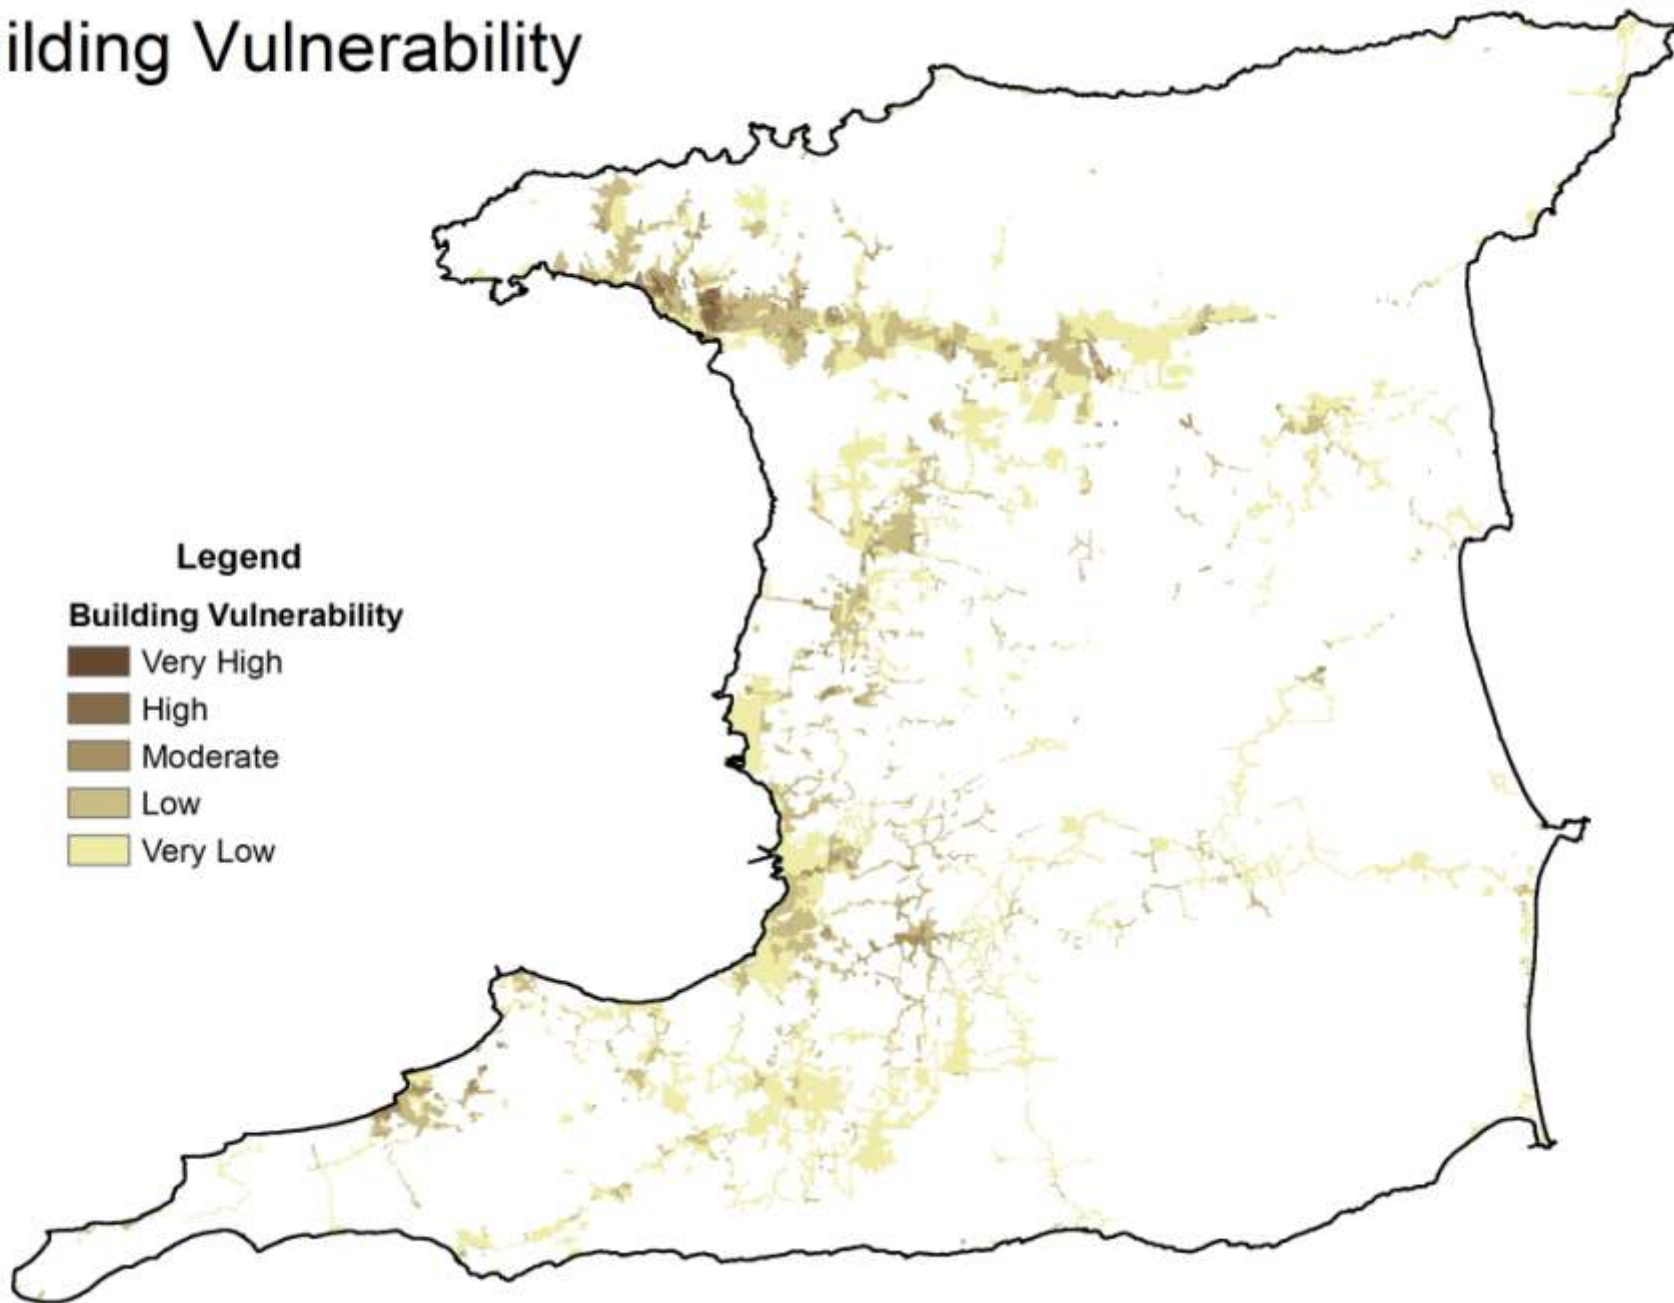 ilding Vulnerability
Legend
Building Vulnerability
Very High
High
Moderate
Low
Very Low